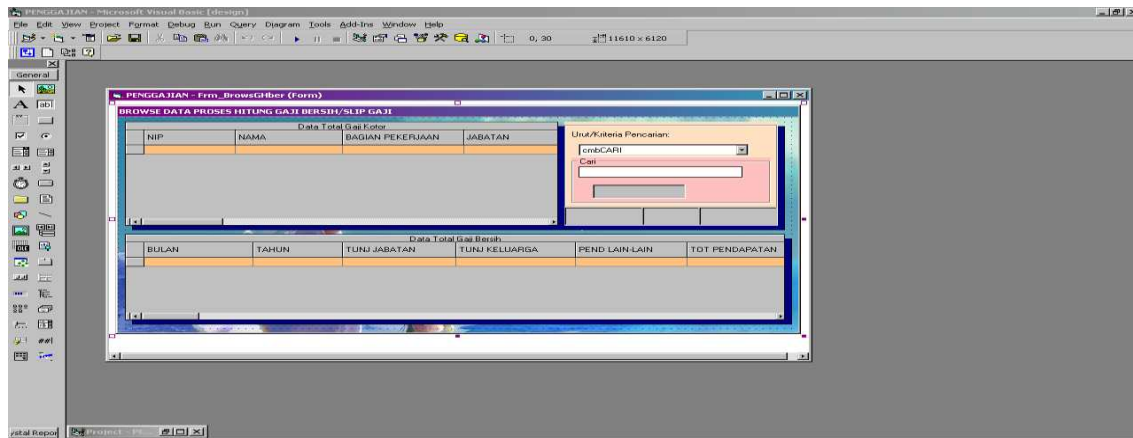 PENGGAJIAN - Microsoft Visual Basic [design]
File Edit View Project Format Debug Run Query Diagram Tools Add-Ins Window Help
0, 30 11610 x 6120
General
PENGGAJIAN - Frm_BrowsGHber (Form)
BROWSE DATA PROSES HITUNG GAJI BERSIH/SLIP GAJI
Data Total Gaji Kotor
NIP NAMA BAGIAN PEKERJAAN JABATAN
Urut/Kriteria Pencarian:
cmbCARI
Cari
Data Total Gaji Bersih
BULAN TAHUN TUNJ JABATAN TUNJ KELUARGA PEND LAIN-LAIN TOT PENDAPATAN
ystal Repor Project - P